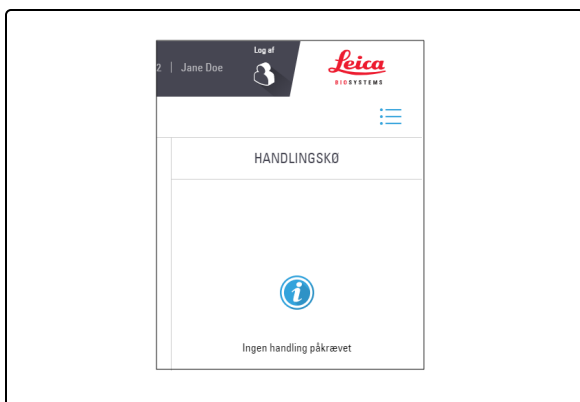 Log af
2 | Jane Doe
Leica
BIOSYSTEMS
HANDLINGSKØ
i
Ingen handling påkrævet